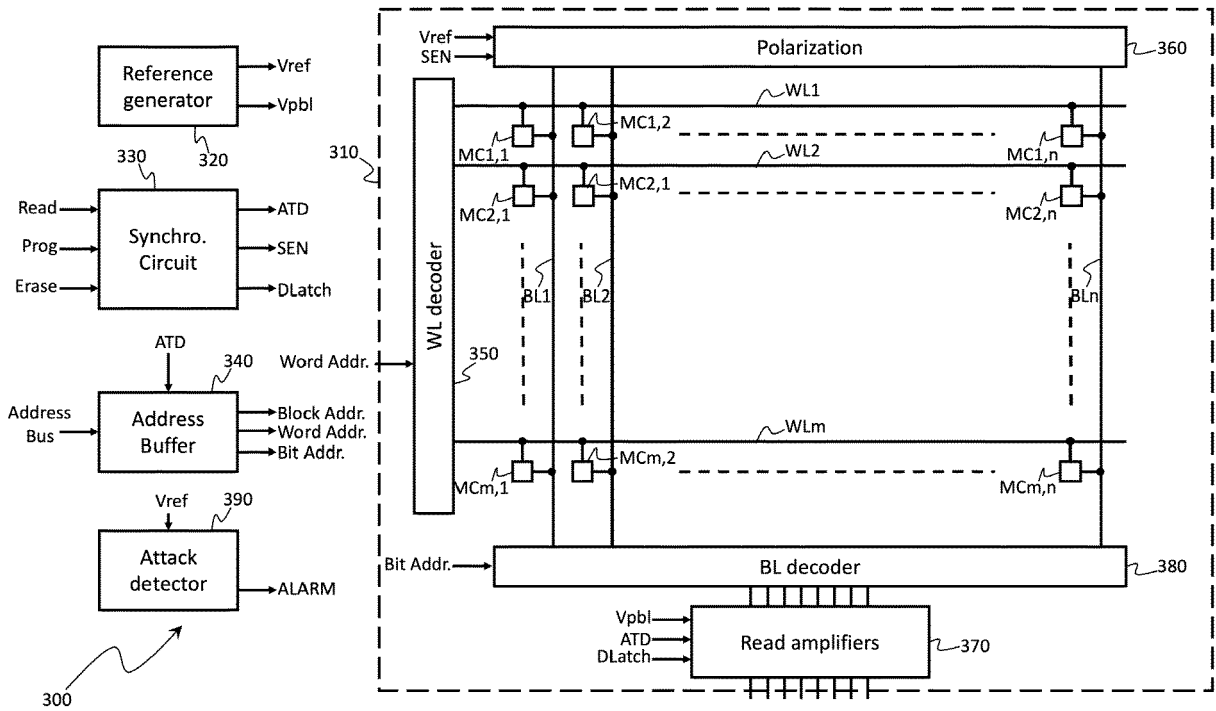 Reference
generator
Vref
Vpbl
320
330
Read
Prog
Erase
Synchro.
Circuit
ATD
SEN
DLatch
ATD
340
Address
Bus
Address
Buffer
Block Addr.
Word Addr.
Bit Addr.
Vref
390
Attack
detector
ALARM
300
310
Vref
SEN
Polarization
360
WL1
MC1,1
MC1,2
MC1,n
WL2
MC2,1
MC2,1
MC2,n
BL1
BL2
BLn
WL decoder
Word Addr.
350
WLm
MCm,1
MCm,2
MCm,n
Bit Addr.
BL decoder
380
Vpbl
ATD
DLatch
Read amplifiers
370